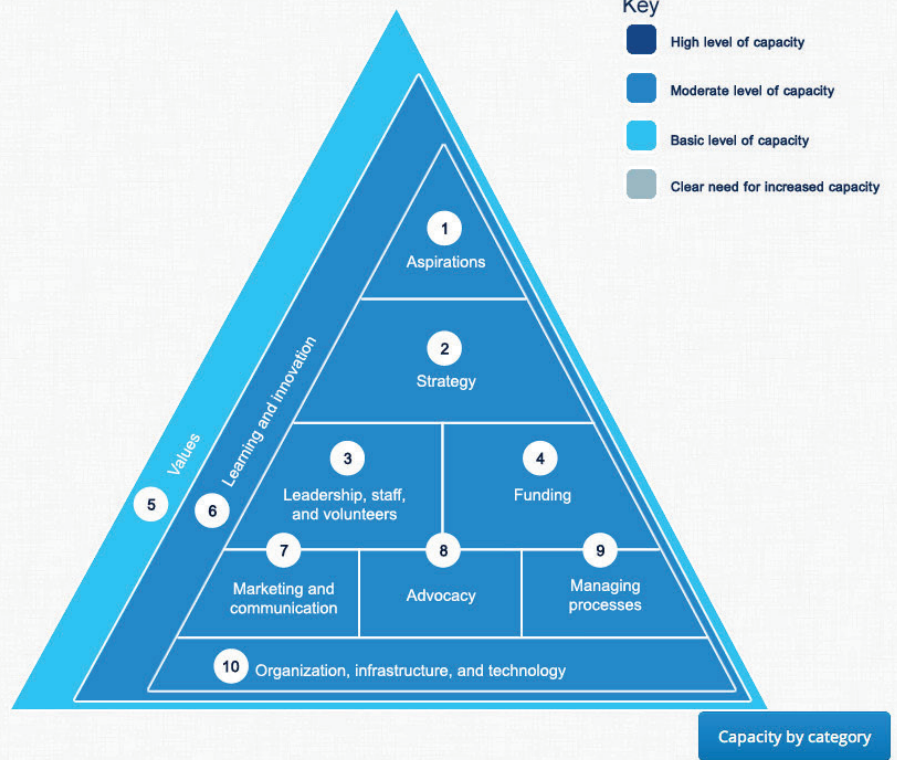 Key
High level of capacity
Moderate level of capacity
Basic level of capacity
Clear need for increased capacity
1
Aspirations
2
Strategy
3
Leadership, staff,
and volunteers
4
Funding
5
Values
6
Learning and innovation
7
Marketing and
communication
8
Advocacy
9
Managing
processes
10
Organization, infrastructure, and technology
Capacity by category